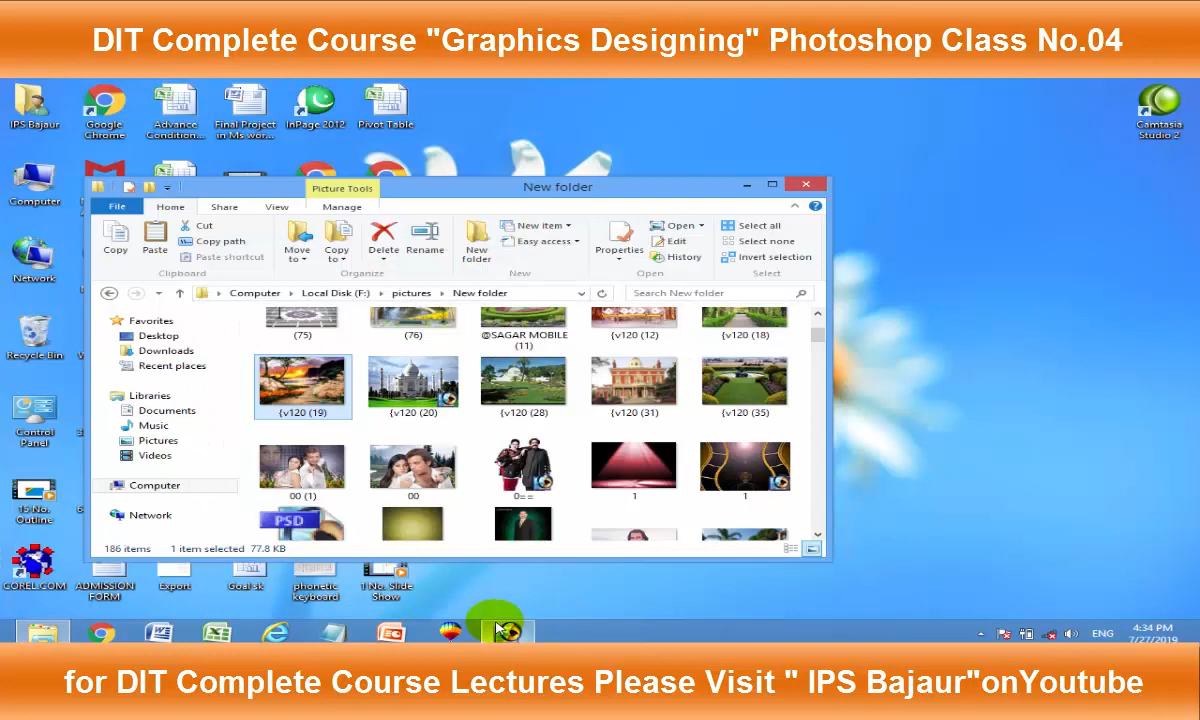 DIT Complete Course "Graphics Designing" Photoshop Class No.04
IPS Bajaur
Google Chrome
Advance Condition...
Final Project in Ms wor...
InPage 2012
Pivot Table
Camtasia Studio 2
Computer
Network
Recycle Bin
Control Panel
15 No. Outline
COREL.COM
ADMISSION FORM
Export
Goal sk
phonetic keyboard
1 No. Slide Show
Picture Tools
New folder
File Home Share View Manage
Copy
Paste
Cut
Copy path
Paste shortcut
Clipboard
Move to
Copy to
Delete
Rename
Organize
New folder
New item
Easy access
New
Properties
Open
Edit
History
Open
Select all
Select none
Invert selection
Select
Computer Local Disk (F:) pictures New folder
Search New folder
Favorites
Desktop
Downloads
Recent places
Libraries
Documents
Music
Pictures
Videos
Computer
Network
(75) (76) @SAGAR MOBILE (11) {v120 (12) {v120 (18)
{v120 (19) {v120 (20) {v120 (28) {v120 (31) {v120 (35)
00 (1) 00 0== 1 1
PSD
186 items 1 item selected 77.8 KB
ENG
4:34 PM
7/27/2019
for DIT Complete Course Lectures Please Visit " IPS Bajaur"onYoutube